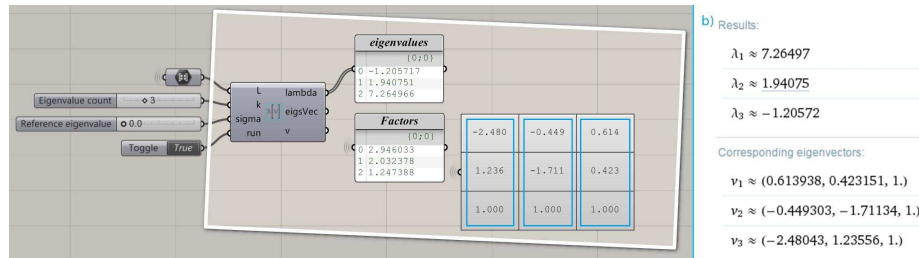 eigenvalues
{0;0}
0 -1.205717
1 1.940751
2 7.264966
L
k
sigma
run
lambda
eigsVec
v
Eigenvalue count
3
Reference eigenvalue
0.0
Toggle True
Factors
{0;0}
0 2.946033
1 2.032378
2 1.247388
-2.480 -0.449 0.614
1.236 -1.711 0.423
1.000 1.000 1.000
b) Results:
λ₁ ≈ 7.26497
λ₂ ≈ 1.94075
λ₃ ≈ −1.20572
Corresponding eigenvectors:
v₁ ≈ (0.613938, 0.423151, 1.)
v₂ ≈ (−0.449303, −1.71134, 1.)
v₃ ≈ (−2.48043, 1.23556, 1.)